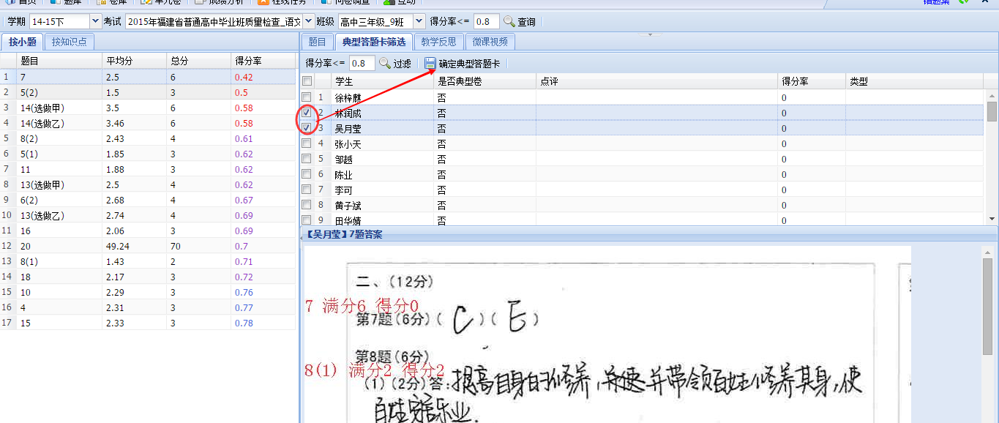 首页 题库 卷库 单元卷 成绩分析 在线任务 问卷调查 互动 错题集
学期 14-15下 考试 2015年福建省普通高中毕业班质量检查_语文 班级 高中三年级_9班 得分率<= 0.8 查询
按小题 按知识点
题目 平均分 总分 得分率
1 7 2.5 6 0.42
2 5(2) 1.5 3 0.5
3 14(选做甲) 3.5 6 0.58
4 14(选做乙) 3.46 6 0.58
5 8(2) 2.43 4 0.61
6 5(1) 1.85 3 0.62
7 11 1.88 3 0.62
8 13(选做甲) 2.5 4 0.62
9 6(2) 2.68 4 0.67
10 13(选做乙) 2.74 4 0.69
11 16 2.06 3 0.69
12 20 49.24 70 0.7
13 8(1) 1.43 2 0.71
14 18 2.17 3 0.72
15 10 2.29 3 0.76
16 4 2.31 3 0.77
17 15 2.33 3 0.78
题目 典型答题卡筛选 教学反思 微课视频
得分率<= 0.8 过滤 确定典型答题卡
学生 是否典型卷 点评 得分率 类型
1 徐梓麒 否 0
2 林润成 否 0
3 吴月莹 否 0
4 张小天 否 0
5 邹越 否 0
6 陈业 否 0
7 李可 否 0
8 黄子斌 否 0
9 田华婧 否 0
【吴月莹】7题答案
二、(12分)
7 满分6 得分0
第7题(6分)( C )( E )
第8题(6分)
8(1) 满分2 得分2
(1)(2分)答:提高自身的修养,并使并带领百姓修养其身,使
百姓安居乐业.